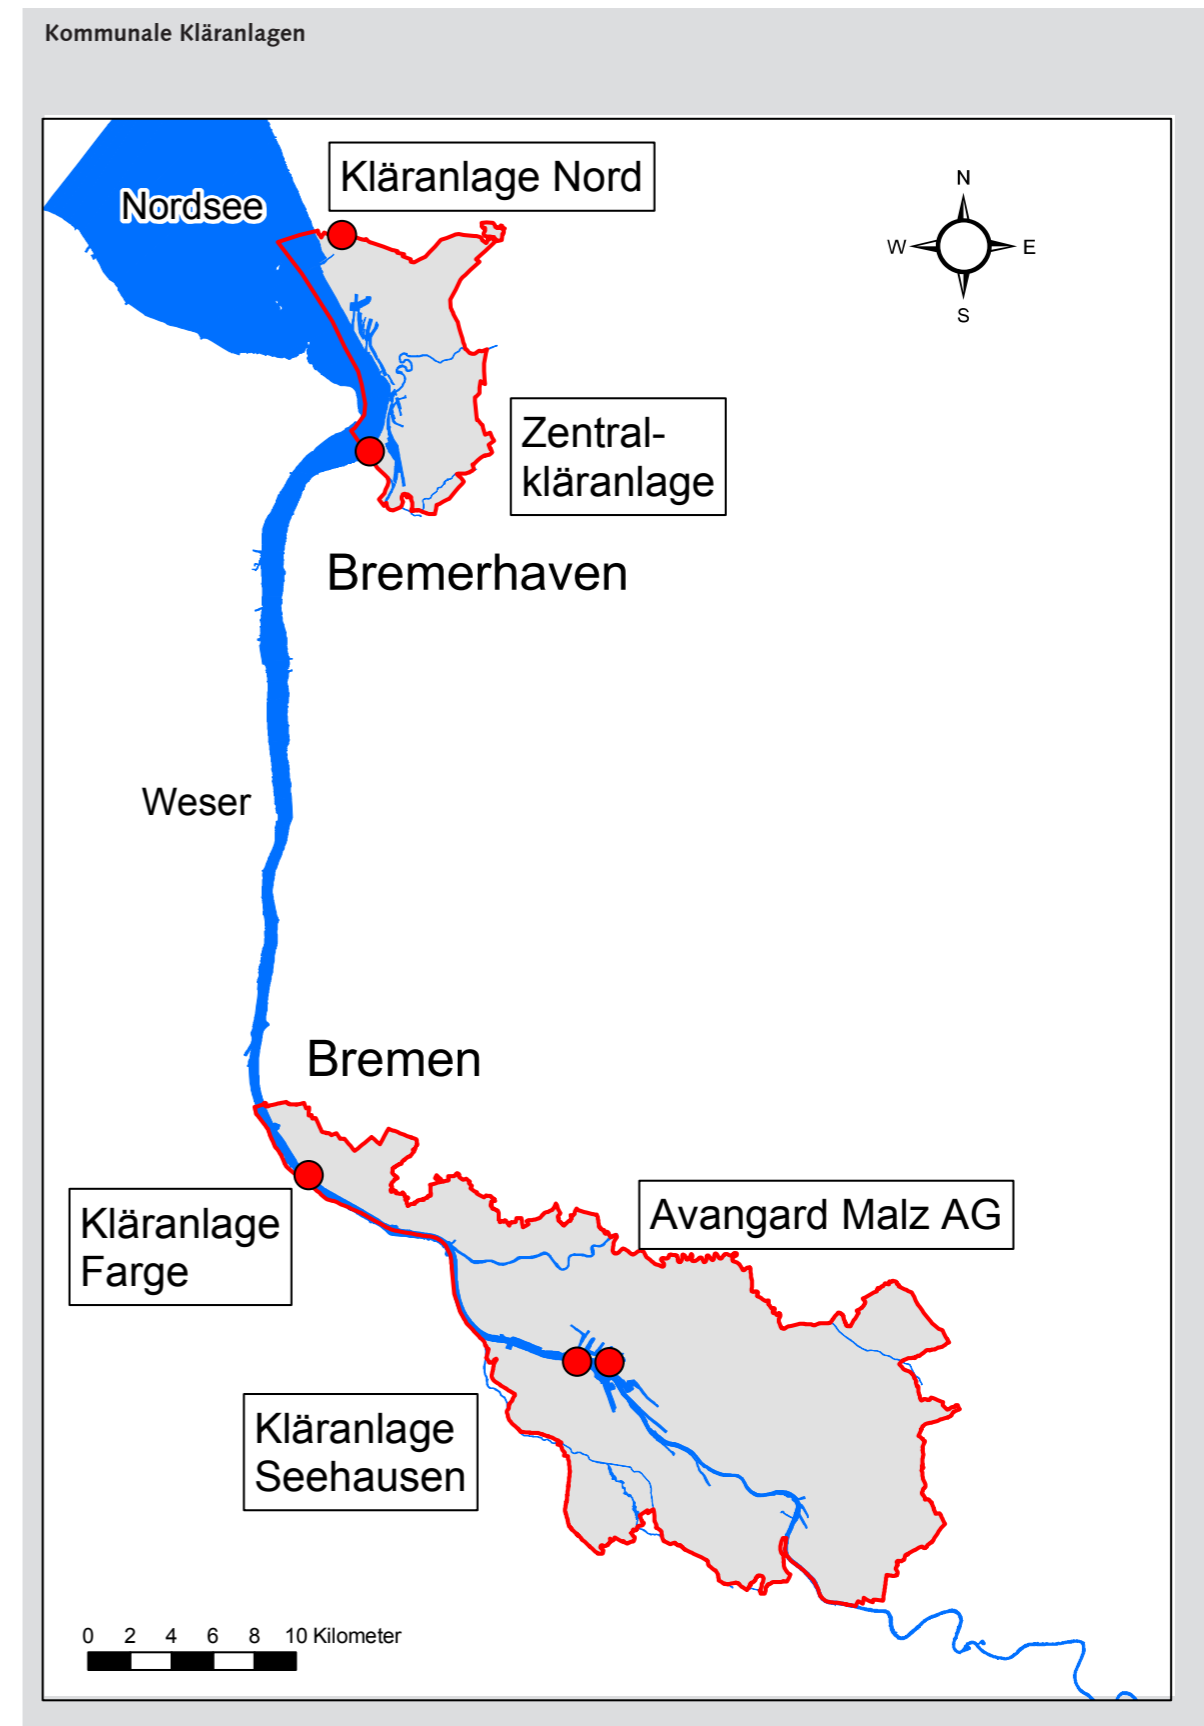 Kommunale Kläranlagen
Kläranlage Nord
Nordsee
N
W
E
S
Zentral-
kläranlage
Bremerhaven
Weser
Bremen
Kläranlage
Farge
Avangard Malz AG
Kläranlage
Seehausen
0 2 4 6 8 10 Kilometer